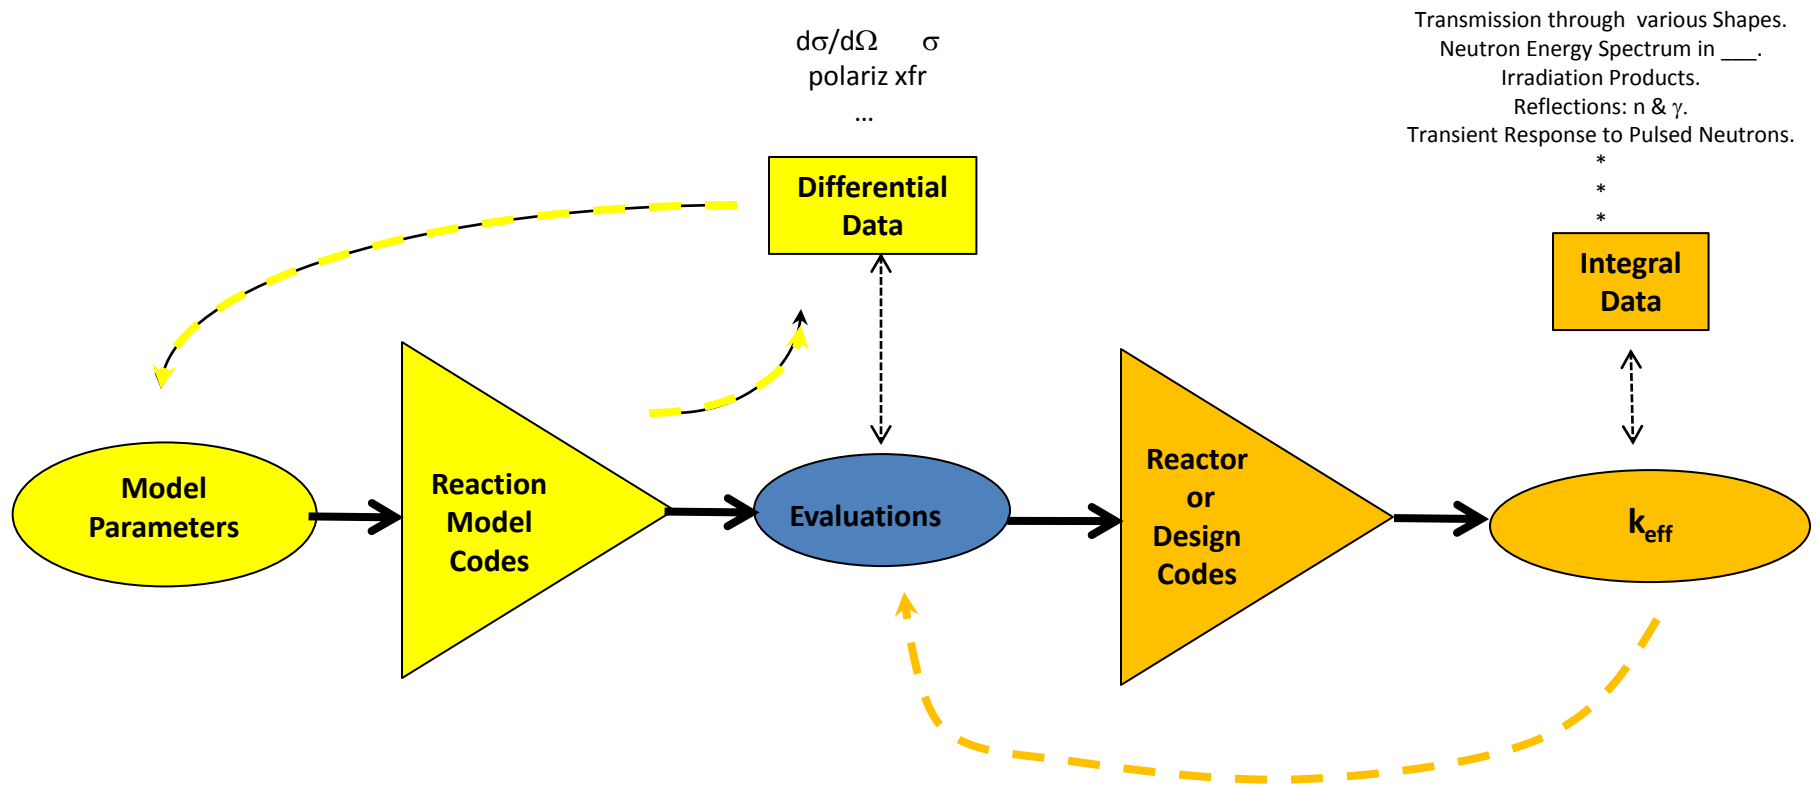 dσ/dΩ σ
polariz xfr
...
Transmission through various Shapes.
Neutron Energy Spectrum in ___.
Irradiation Products.
Reflections: n & γ.
Transient Response to Pulsed Neutrons.
*
*
*
Differential
Data
Integral
Data
Model
Parameters
Reaction
Model
Codes
Evaluations
Reactor
or
Design
Codes
k_eff